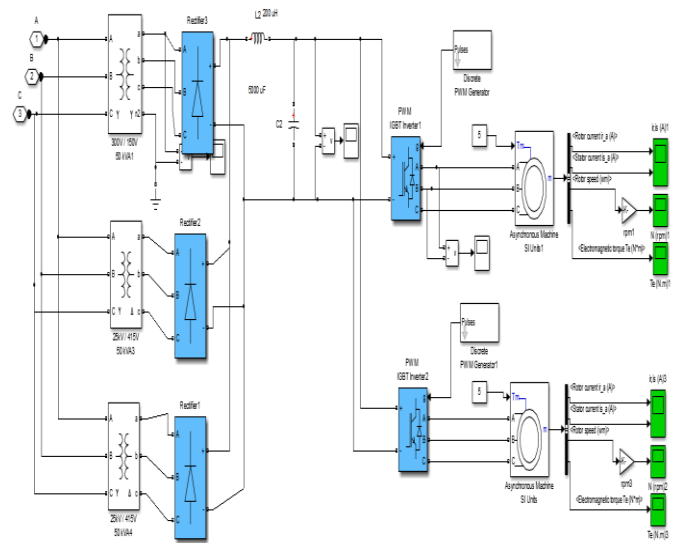 A
1
B
2
C
3
A
B
C Y
a
b
c
Y n2
300V / 150V
50 kVA1
Rectifier3
A
B
C
+
-
L2
200 uH
5000 uF
C2
+
-
v
PWM
IGBT Inverter1
+
-
g
A
B
C
Pulses
Discrete
PWM Generator
5
Tm
A
B
C
m
Asynchronous Machine
SI Units1
<Rotor current ir_a (A)>
<Stator current is_a (A)>
<Rotor speed (wm)>
<Electromagnetic torque Te (N*m)>
rpm1
ir,is (A)1
N (rpm)1
Te (N.m)1
+
-
v
A
B
C Y
a
b
Δ c
25kV / 415V
50 kVA3
Rectifier2
A
B
C
+
-
Pulses
Discrete
PWM Generator1
PWM
IGBT Inverter2
+
-
g
A
B
C
5
Tm
A
B
C
m
Asynchronous Machine
SI Units
<Rotor current ir_a (A)>
<Stator current is_a (A)>
<Rotor speed (wm)>
<Electromagnetic torque Te (N*m)>
rpm3
ir,is (A)3
N (rpm)2
Te (N.m)3
A
B
C Y
a
b
Δ c
25kV / 415V
50 kVA4
Rectifier1
A
B
C
+
-